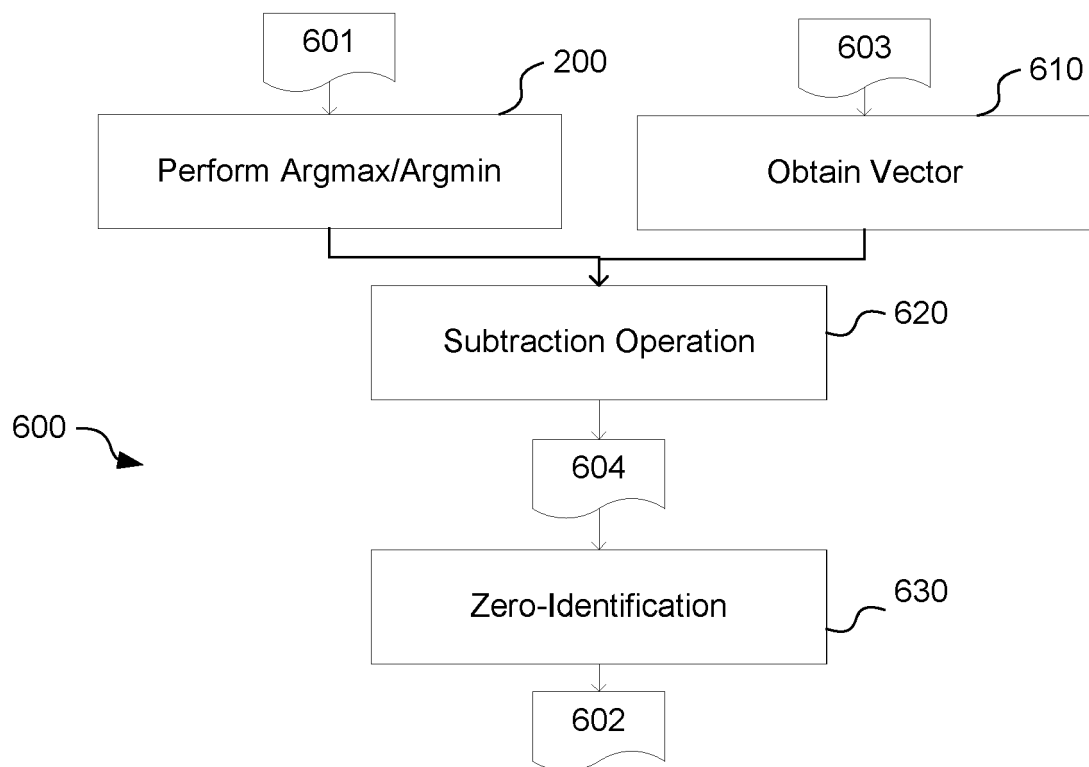 601
603
200
610
Perform Argmax/Argmin
Obtain Vector
620
Subtraction Operation
600
604
630
Zero-Identification
602